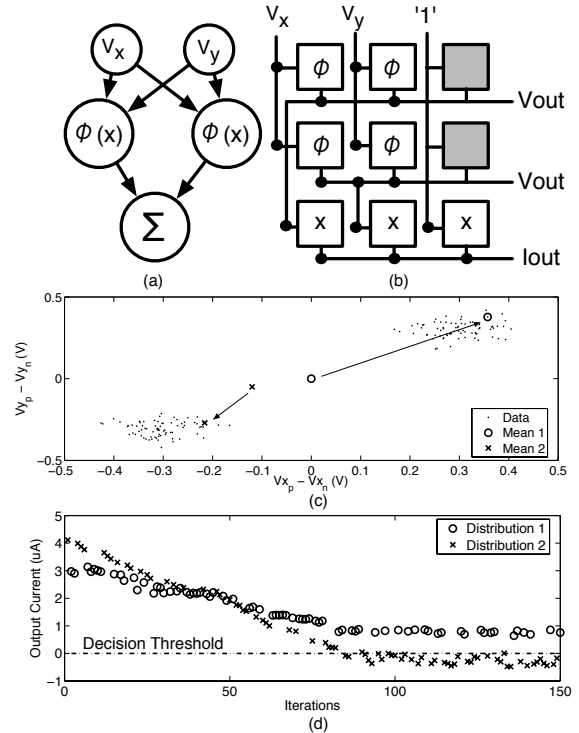 Vx Vy
ϕ(x) ϕ(x)
Σ
(a)
Vx Vy '1'
ϕ ϕ
Vout
ϕ ϕ
Vout
x x x
Iout
(b)
0.5
0
−0.5
Vyp − Vyn (V)
−0.5 −0.4 −0.3 −0.2 −0.1 0 0.1 0.2 0.3 0.4 0.5
Vxp − Vxn (V)
Data
Mean 1
Mean 2
(c)
5
4
3
2
1
0
−1
Output Current (uA)
Distribution 1
Distribution 2
Decision Threshold
0 50 100 150
Iterations
(d)